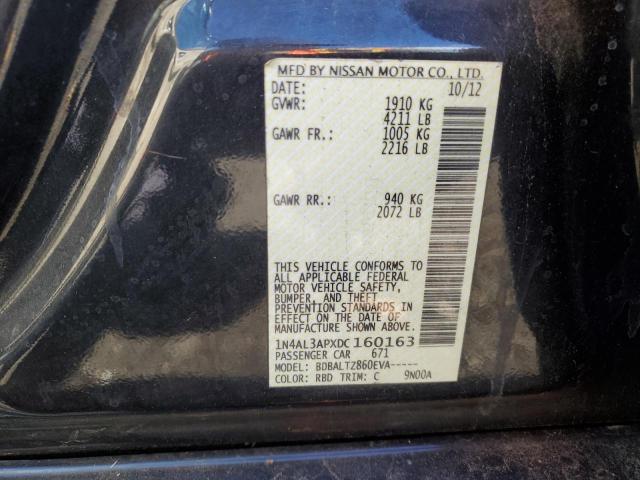 MFD BY NISSAN MOTOR CO., LTD.
DATE: 10/12
GVWR: 1910 KG
4211 LB
GAWR FR.: 1005 KG
2216 LB
GAWR RR.: 940 KG
2072 LB
THIS VEHICLE CONFORMS TO
ALL APPLICABLE FEDERAL
MOTOR VEHICLE SAFETY,
BUMPER, AND THEFT
PREVENTION STANDARDS IN
EFFECT ON THE DATE OF
MANUFACTURE SHOWN ABOVE.
1N4AL3APXDC160163
PASSENGER CAR 671
MODEL: BDBALTZ860EVA-----
COLOR: RBD TRIM: C 9N00A